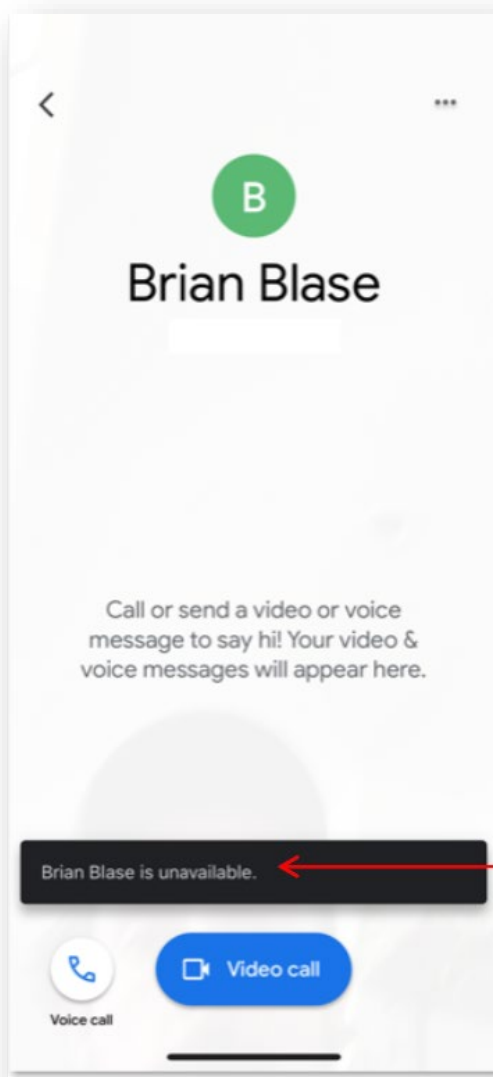 B
Brian Blase
Call or send a video or voice
message to say hi! Your video &
voice messages will appear here.
Brian Blase is unavailable.
Video call
Voice call